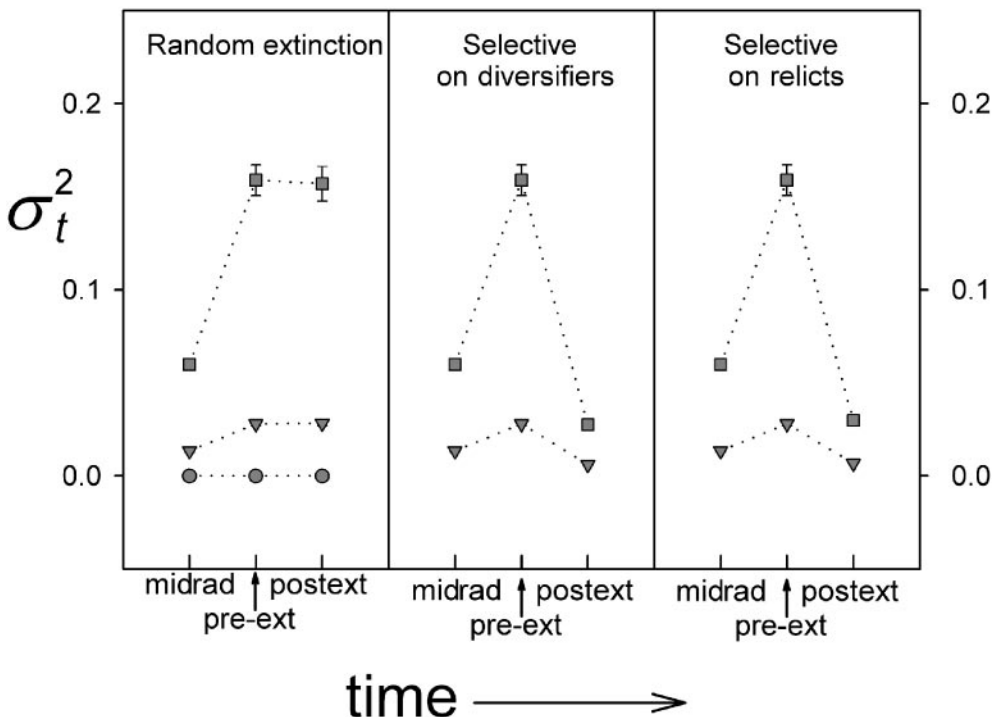 Random extinction
Selective
on diversifiers
Selective
on relicts
0.2
0.2
σ²ₜ
0.1
0.1
0.0
0.0
midrad
postext
midrad
postext
midrad
postext
pre-ext
pre-ext
pre-ext
time